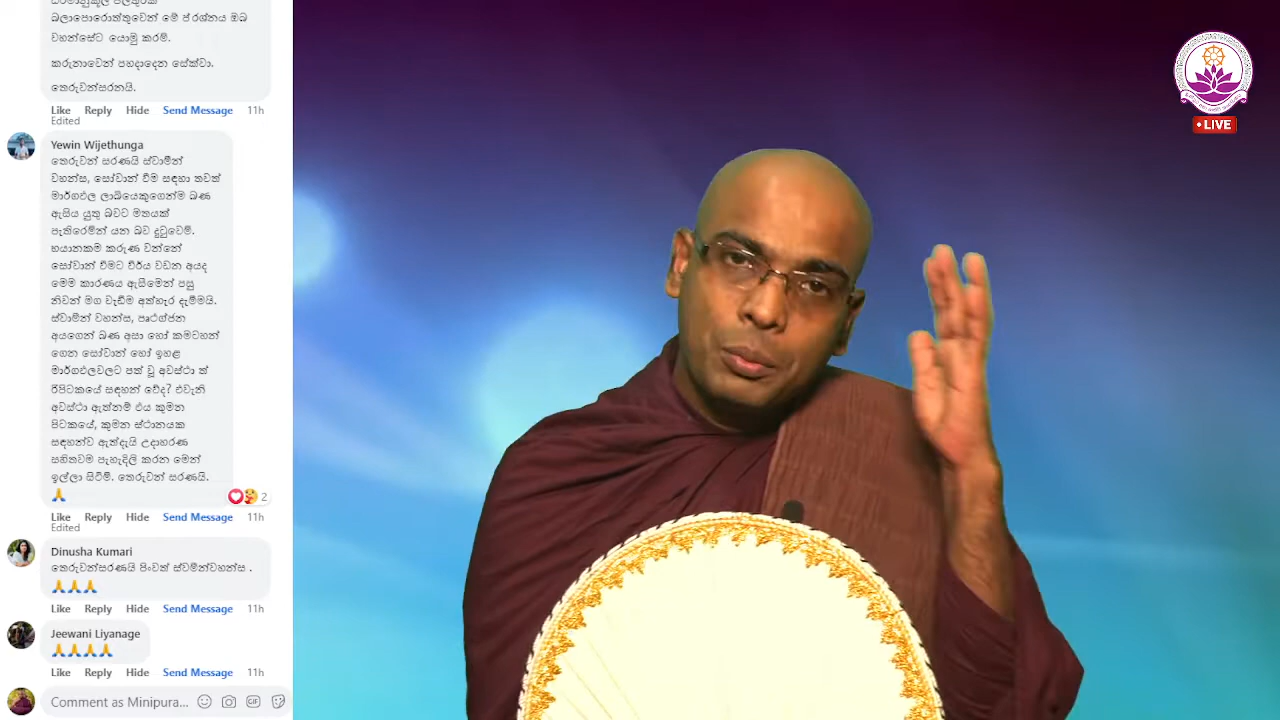 බලාපොරොත්තුවෙන් මේ ප්රශ්නය ඔබ
වහන්සේට යොමු කරමි.
කරුනාවෙන් පහදාදෙන සේක්වා.
තෙරුවන්සරනයි.
Like Reply Hide Send Message 11h
Edited
Yewin Wijethunga
තෙරුවන් සරණයි ස්වාමීන්
වහන්ස, සෝවාන් වීම සඳහා තවත්
මාර්ගඵල ලාබියෙකුගෙන්ම බණ
ඇසිය යුතු බවට මතයක්
පැතිරෙමින් යන බව දුටුවෙමි.
භයානකම කරුණ වන්නේ
සෝවාන් වීමට වීර්ය වඩන අයද
මෙම කාරණය ඇසීමෙන් පසු
නිවන් මග වැඩීම අත්හැර දැම්මයි.
ස්වාමීන් වහන්ස, පෘථග්ජන
අයගෙන් බණ අසා හෝ කමටහන්
ගෙන සෝවාන් හෝ ඉහළ
මාර්ගඵලවලට පත් වූ අවස්ථා ත්
රිපිටකයේ සඳහන් වේද? එවැනි
අවස්ථා ඇත්නම් එය කුමන
පිටකයේ, කුමන ස්ථානයක
සඳහන්ව ඇත්දැයි උදාහරණ
සහිතවම පැහැදිලි කරන මෙන්
ඉල්ලා සිටිමි. තෙරුවන් සරණයි.
🙏 2
Like Reply Hide Send Message 11h
Edited
Dinusha Kumari
තෙරුවන්සරණයි පිංවත් ස්වමින්වහන්ස .
🙏🙏🙏
Like Reply Hide Send Message 11h
Jeewani Liyanage
🙏🙏🙏🙏
Like Reply Hide Send Message 11h
Comment as Minipura...
GIF
• LIVE